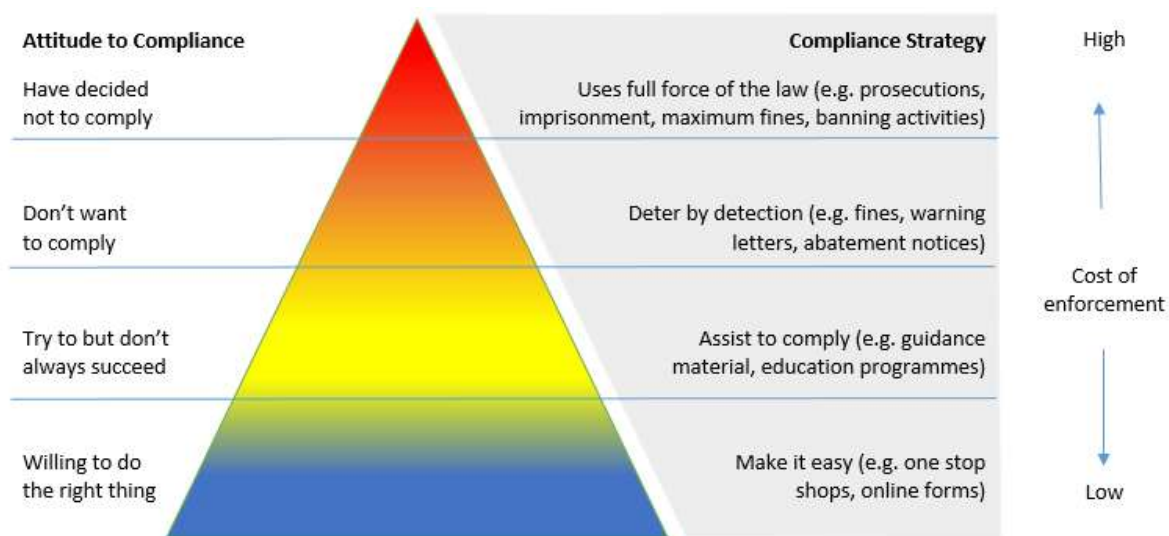 Attitude to Compliance
Compliance Strategy
High
Have decided
not to comply
Uses full force of the law (e.g. prosecutions,
imprisonment, maximum fines, banning activities)
Don’t want
to comply
Deter by detection (e.g. fines, warning
letters, abatement notices)
Cost of
enforcement
Try to but don’t
always succeed
Assist to comply (e.g. guidance
material, education programmes)
Willing to do
the right thing
Make it easy (e.g. one stop
shops, online forms)
Low